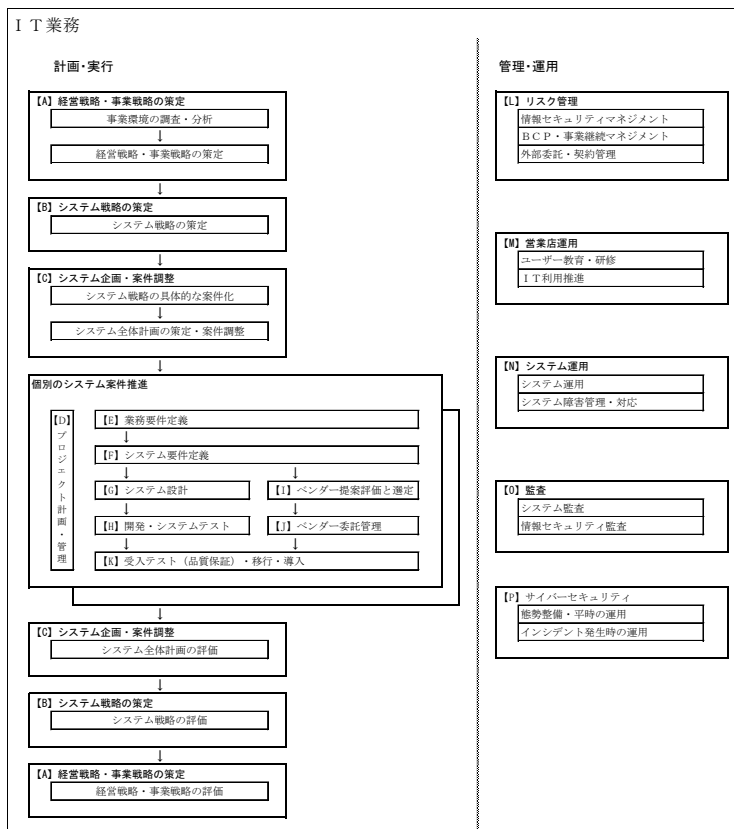 ＩＴ業務
計画・実行
【A】経営戦略・事業戦略の策定
事業環境の調査・分析
↓
経営戦略・事業戦略の策定
↓
【B】システム戦略の策定
システム戦略の策定
↓
【C】システム企画・案件調整
システム戦略の具体的な案件化
↓
システム全体計画の策定・案件調整
↓
個別のシステム案件推進
【D】プロジェクト計画・管理
【E】業務要件定義
↓
【F】システム要件定義
↓ ↓
【G】システム設計 【I】ベンダー提案評価と選定
↓ ↓
【H】開発・システムテスト 【J】ベンダー委託管理
↓ ↓
【K】受入テスト（品質保証）・移行・導入
↓
【C】システム企画・案件調整
システム全体計画の評価
↓
【B】システム戦略の策定
システム戦略の評価
↓
【A】経営戦略・事業戦略の策定
経営戦略・事業戦略の評価
管理・運用
【L】リスク管理
情報セキュリティマネジメント
ＢＣＰ・事業継続マネジメント
外部委託・契約管理
【M】営業店運用
ユーザー教育・研修
ＩＴ利用推進
【N】システム運用
システム運用
システム障害管理・対応
【O】監査
システム監査
情報セキュリティ監査
【P】サイバーセキュリティ
態勢整備・平時の運用
インシデント発生時の運用